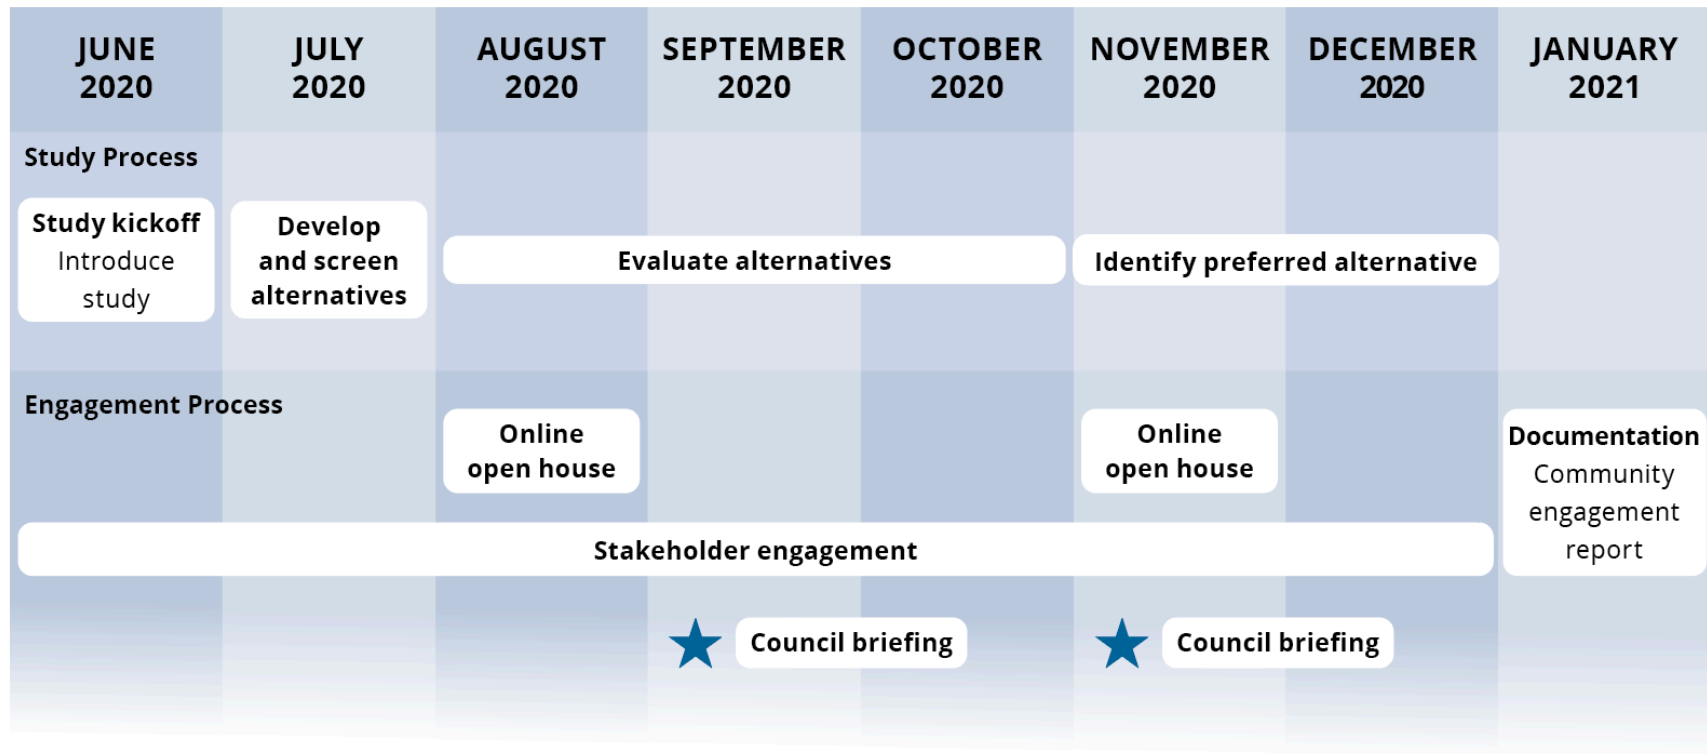 JUNE
2020
JULY
2020
AUGUST
2020
SEPTEMBER
2020
OCTOBER
2020
NOVEMBER
2020
DECEMBER
2020
JANUARY
2021
Study Process
Study kickoff
Introduce
study
Develop
and screen
alternatives
Evaluate alternatives
Identify preferred alternative
Engagement Process
Online
open house
Online
open house
Documentation
Community
engagement
report
Stakeholder engagement
Council briefing
Council briefing